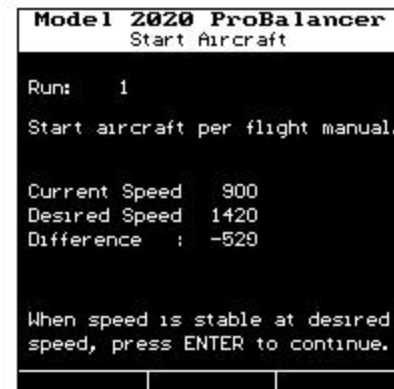 Model 2020 ProBalancer
Start Aircraft
Run: 1
Start aircraft per flight manual.
Current Speed 900
Desired Speed 1420
Difference : -529
When speed is stable at desired
speed, press ENTER to continue.